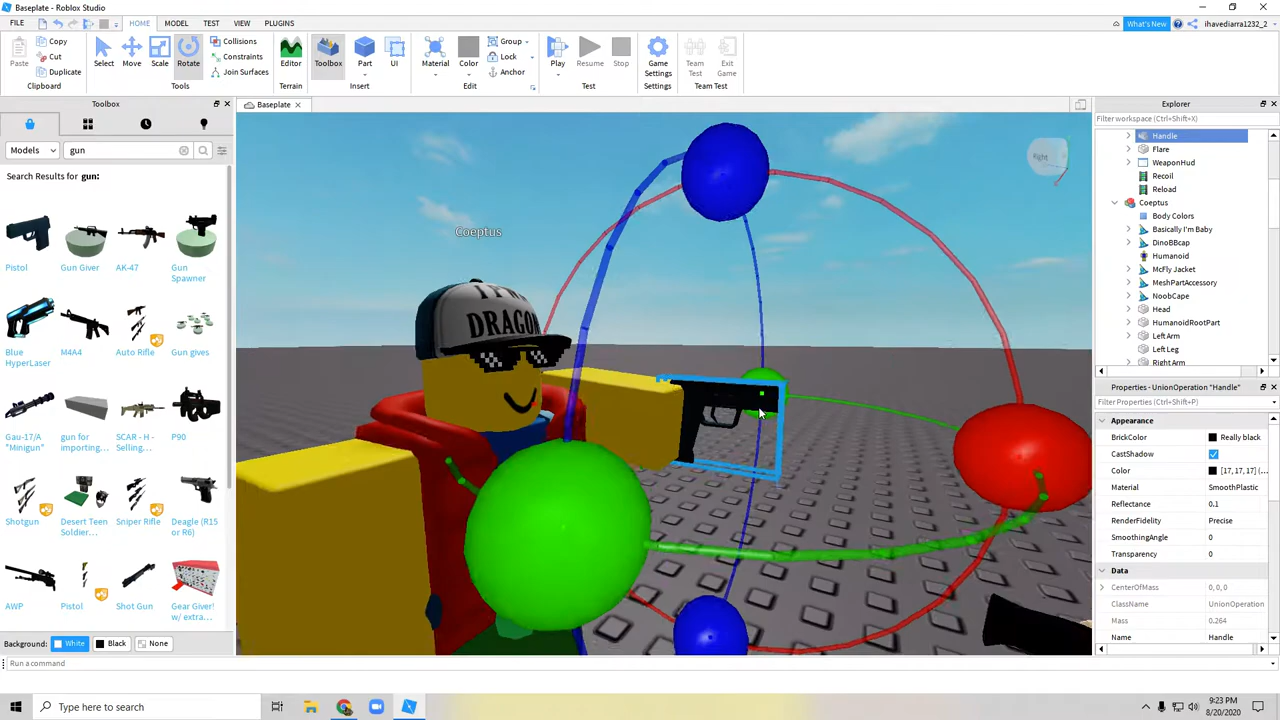 Baseplate - Roblox Studio
FILE HOME MODEL TEST VIEW PLUGINS What's New ihavediarra1232_2
Copy Collisions Group
Cut Constraints Lock
Paste Duplicate Select Move Scale Rotate Join Surfaces Editor Toolbox Part UI Material Color Anchor Play Resume Stop Game Settings Team Test Exit Game
Clipboard Tools Terrain Insert Edit Test Settings Team Test
Toolbox
Baseplate
Models gun
Search Results for gun:
Pistol
Gun Giver
AK-47
Gun Spawner
Blue HyperLaser
M4A4
Auto Rifle
Gun gives
Gau-17/A "Minigun"
gun for importing...
SCAR - H - Selling...
P90
Shotgun
Desert Teen Soldier...
Sniper Rifle
Deagle (R15 or R6)
AWP
Pistol
Shot Gun
Gear Giver! w/ extra...
Background: White Black None
Run a command
Coeptus
DRAGON
Right
Explorer
Filter workspace (Ctrl+Shift+X)
Handle
Flare
WeaponHud
Recoil
Reload
Coeptus
Body Colors
Basically I'm Baby
DinoBBcap
Humanoid
McFly Jacket
MeshPartAccessory
NoobCape
Head
HumanoidRootPart
Left Arm
Left Leg
Right Arm
Properties - UnionOperation "Handle"
Filter Properties (Ctrl+Shift+P)
Appearance
BrickColor Really black
CastShadow
Color [17, 17, 17] (...
Material SmoothPlastic
Reflectance 0.1
RenderFidelity Precise
SmoothingAngle 0
Transparency 0
Data
CenterOfMass 0,0,0
ClassName UnionOperation
Mass 0.264
Name Handle
Type here to search
9:23 PM
8/20/2020